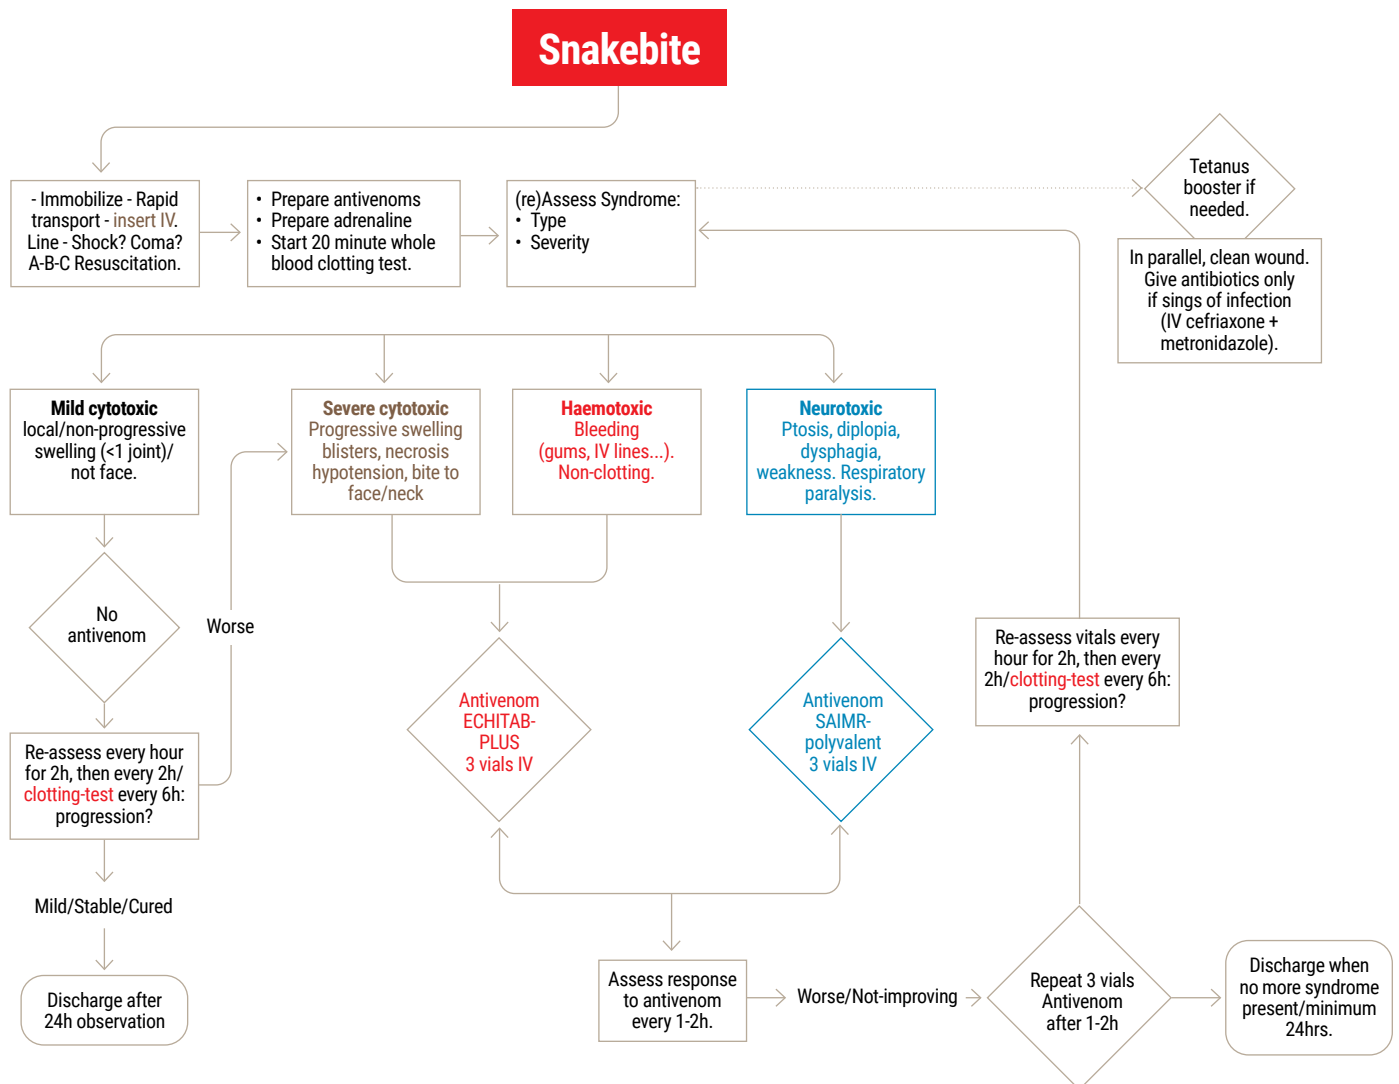 Snakebite
- Immobilize - Rapid
transport - insert IV.
Line - Shock? Coma?
A-B-C Resuscitation.
• Prepare antivenoms
• Prepare adrenaline
• Start 20 minute whole
blood clotting test.
(re)Assess Syndrome:
• Type
• Severity
Tetanus
booster if
needed.
In parallel, clean wound.
Give antibiotics only
if sings of infection
(IV cefriaxone +
metronidazole).
Mild cytotoxic
local/non-progressive
swelling (<1 joint)/
not face.
Severe cytotoxic
Progressive swelling
blisters, necrosis
hypotension, bite to
face/neck
Haemotoxic
Bleeding
(gums, IV lines...).
Non-clotting.
Neurotoxic
Ptosis, diplopia,
dysphagia,
weakness. Respiratory
paralysis.
No
antivenom
Worse
Antivenom
ECHITAB-
PLUS
3 vials IV
Antivenom
SAIMR-
polyvalent
3 vials IV
Re-assess vitals every
hour for 2h, then every
2h/clotting-test every 6h:
progression?
Re-assess every hour
for 2h, then every 2h/
clotting-test every 6h:
progression?
Mild/Stable/Cured
Discharge after
24h observation
Assess response
to antivenom
every 1-2h.
Worse/Not-improving
Repeat 3 vials
Antivenom
after 1-2h
Discharge when
no more syndrome
present/minimum
24hrs.